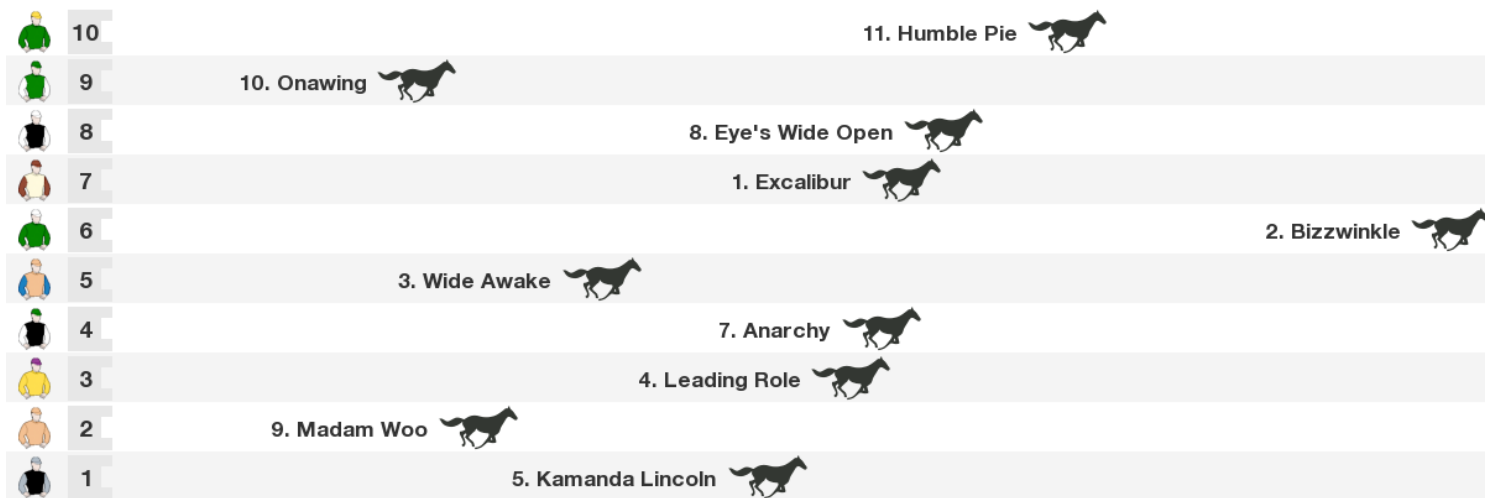 10 11. Humble Pie
9 10. Onawing
8 8. Eye's Wide Open
7 1. Excalibur
6 2. Bizzwinkle
5 3. Wide Awake
4 7. Anarchy
3 4. Leading Role
2 9. Madam Woo
1 5. Kamanda Lincoln